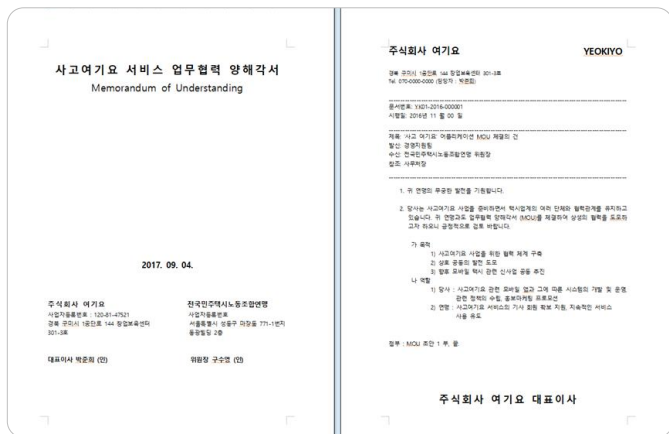 사고여기요 서비스 업무협력 양해각서
Memorandum of Understanding
2017. 09. 04.
주식회사 여기요
사업자등록번호 : 120-81-47521
경북 구미시 1공단로 144 창업보육센터
301-3호
대표이사 박준희 (인)
전국민주택시노동조합연맹
사업자등록번호
서울특별시 성동구 마장동 771-1번지
동광빌딩 2층
위원장 구수영 (인)
주식회사 여기요 YEOKIYO
경북 구미시 1공단로 144 창업보육센터 301-3호
Tel. 070-0000-0000 (담당자 : 박준희)
문서번호: YK01-2016-000001
시행일: 2016년 11 월 00 일
제목: '사고 여기요' 어플리케이션 MOU 체결의 건
발신: 경영지원팀
수신: 전국민주택시노동조합연맹 위원장
참조: 사무처장
1. 귀 연맹의 무궁한 발전을 기원합니다.
2. 당사는 사고여기요 사업을 준비하면서 택시업계의 여러 단체와 협력관계를 유지하고
있습니다. 귀 연맹과도 업무협력 양해각서 (MOU)를 체결하여 상생의 협력을 도모하
고자 하오니 긍정적으로 검토 바랍니다.
가 목적
1) 사고여기요 사업을 위한 협력 체계 구축
2) 상호 공동의 발전 도모
3) 향후 모바일 택시 관련 신사업 공동 추진
나 역할
1) 당사 : 사고여기요 관련 모바일 앱과 그에 따른 시스템의 개발 및 운영,
관련 정책의 수립, 홍보마케팅 프로모션
2) 연맹 : 사고여기요 서비스의 기사 회원 확보 지원, 지속적인 서비스
사용 유도
첨부 : MOU 초안 1 부, 끝.
주식회사 여기요 대표이사